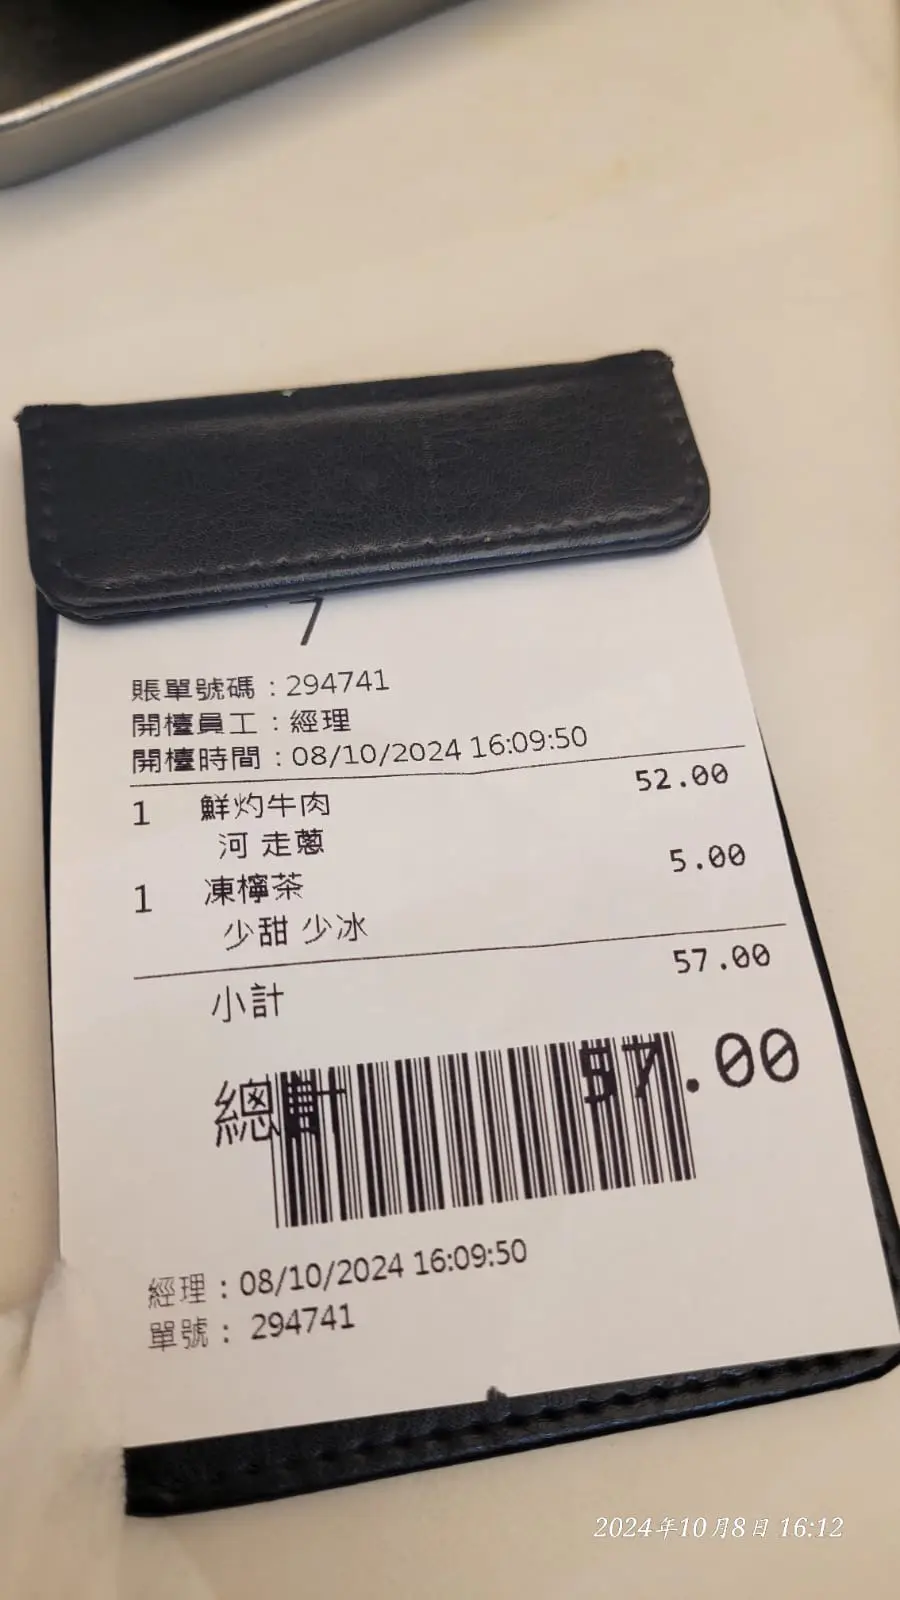 7
賬單號碼：294741
開檯員工：經理
開檯時間：08/10/2024 16:09:50
1 鮮灼牛肉 52.00
河 走蔥
1 凍檸茶 5.00
少甜 少冰
小計 57.00
總計 57.00
經理：08/10/2024 16:09:50
單號： 294741
2024年10月8日 16:12